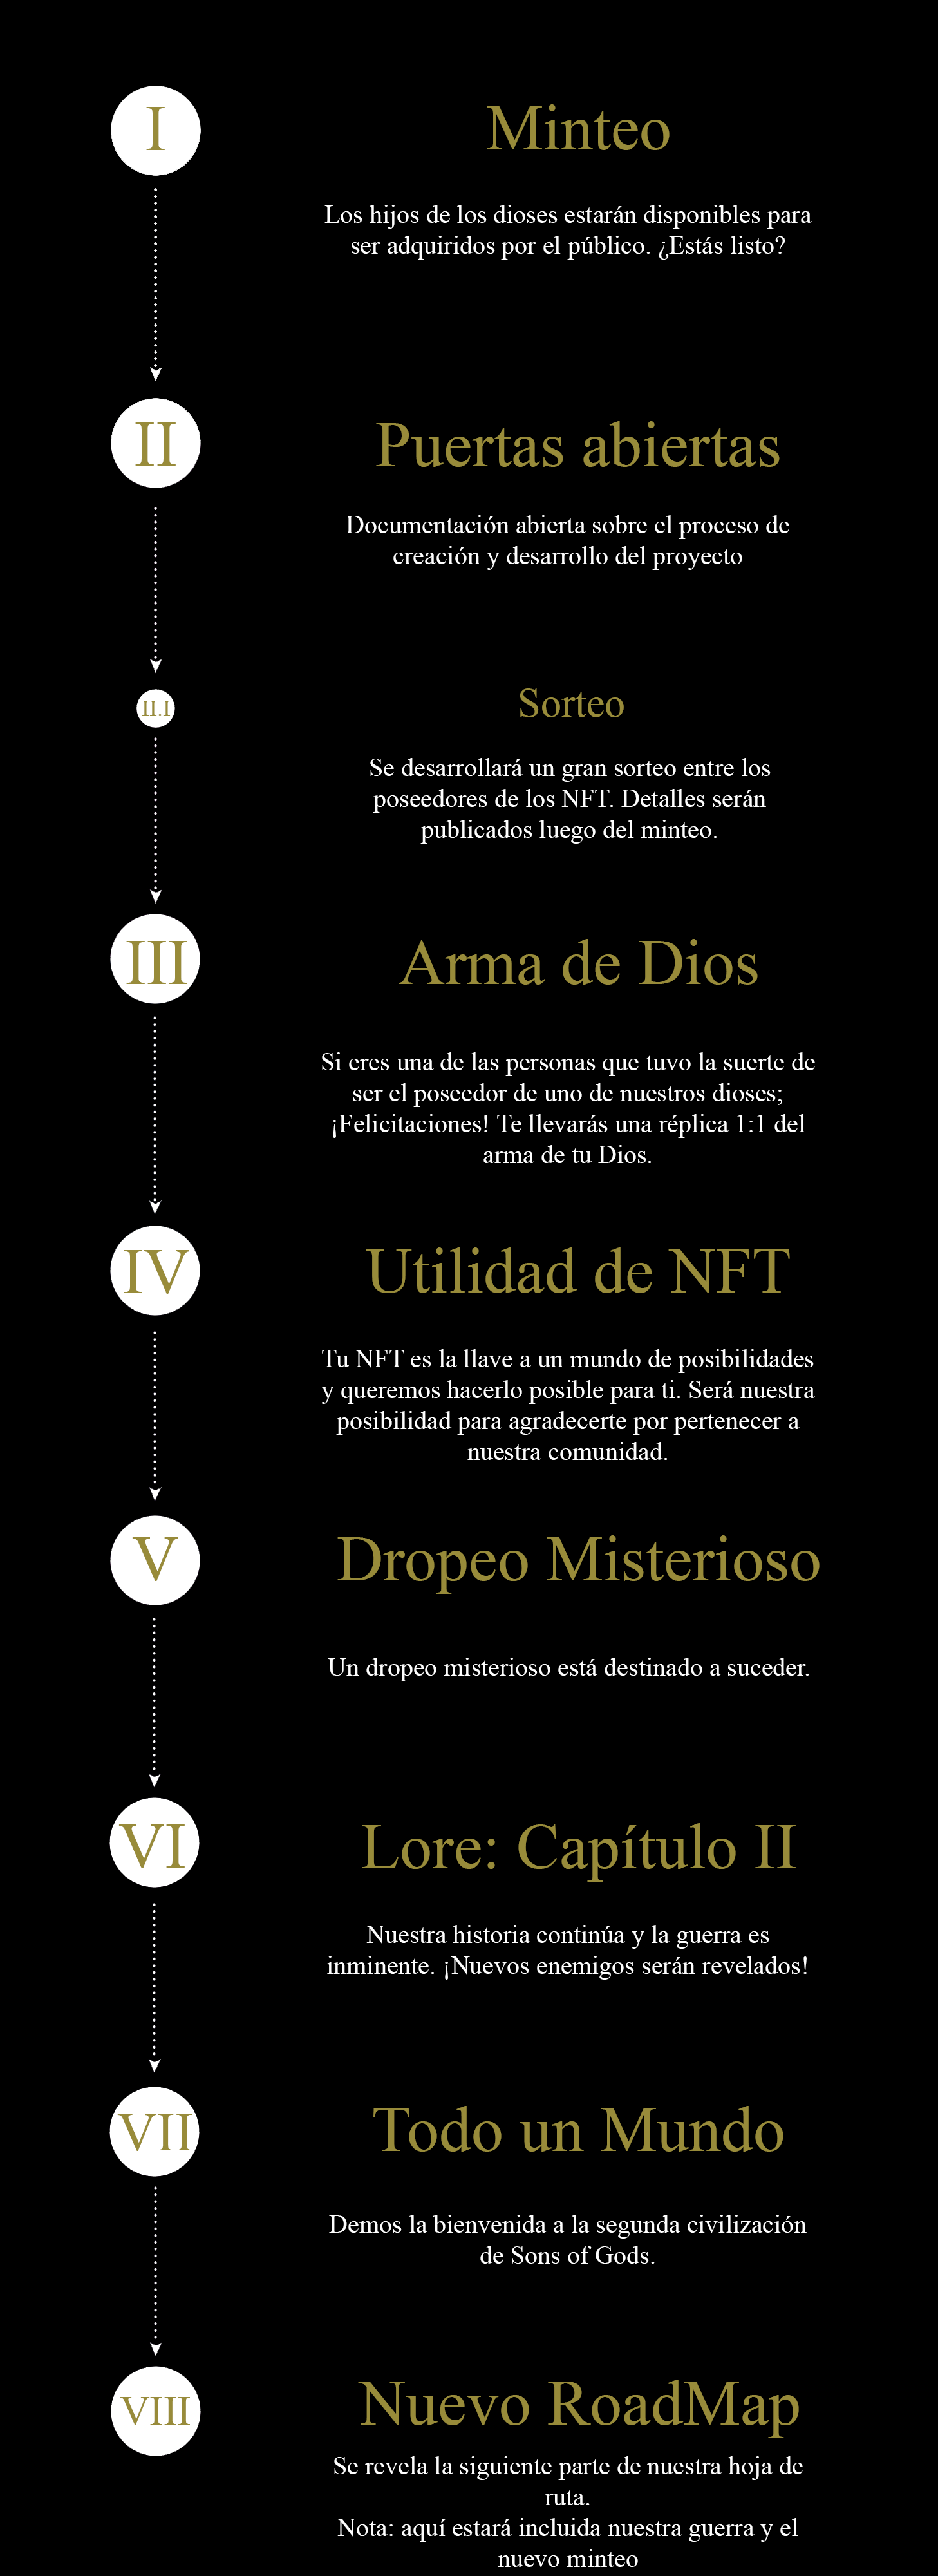 I
Minteo
Los hijos de los dioses estarán disponibles para
ser adquiridos por el público. ¿Estás listo?
II
Puertas abiertas
Documentación abierta sobre el proceso de
creación y desarrollo del proyecto
II.I
Sorteo
Se desarrollará un gran sorteo entre los
poseedores de los NFT. Detalles serán
publicados luego del minteo.
III
Arma de Dios
Si eres una de las personas que tuvo la suerte de
ser el poseedor de uno de nuestros dioses;
¡Felicitaciones! Te llevarás una réplica 1:1 del
arma de tu Dios.
IV
Utilidad de NFT
Tu NFT es la llave a un mundo de posibilidades
y queremos hacerlo posible para ti. Será nuestra
posibilidad para agradecerte por pertenecer a
nuestra comunidad.
V
Dropeo Misterioso
Un dropeo misterioso está destinado a suceder.
VI
Lore: Capítulo II
Nuestra historia continúa y la guerra es
inminente. ¡Nuevos enemigos serán revelados!
VII
Todo un Mundo
Demos la bienvenida a la segunda civilización
de Sons of Gods.
VIII
Nuevo RoadMap
Se revela la siguiente parte de nuestra hoja de
ruta.
Nota: aquí estará incluida nuestra guerra y el
nuevo minteo